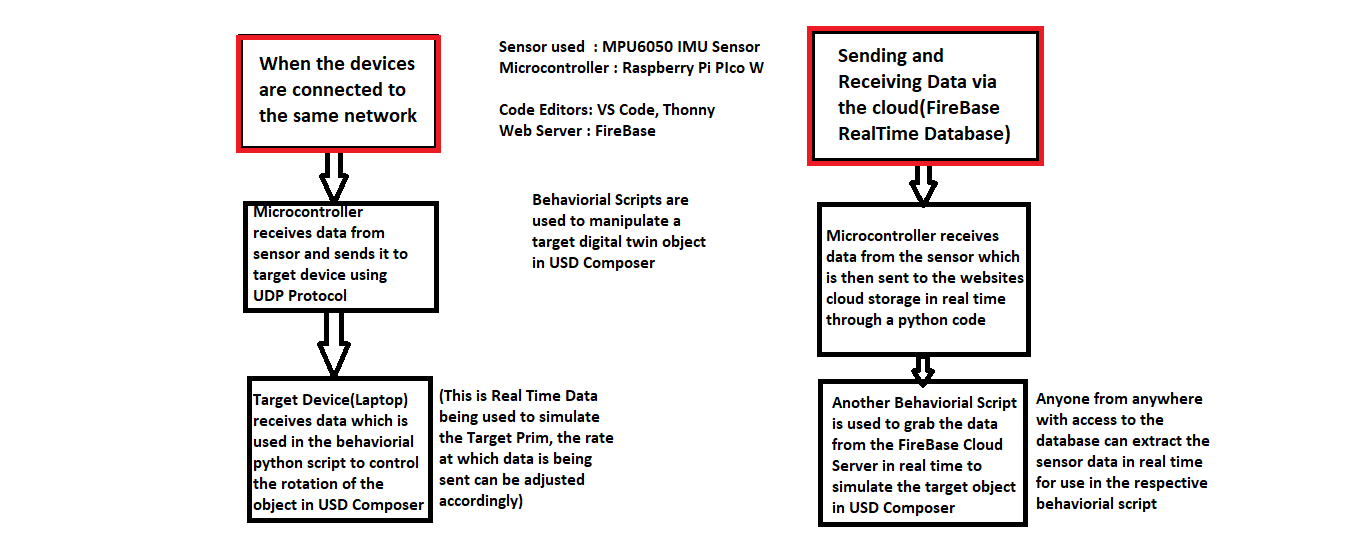 When the devices
are connected to
the same network
Microcontroller
receives data from
sensor and sends it to
target device using
UDP Protocol
Target Device(Laptop)
receives data which is
used in the behaviorial
python script to control
the rotation of the
object in USD Composer
(This is Real Time Data
being used to simulate
the Target Prim, the rate
at which data is being
sent can be adjusted
accordingly)
Sensor used  : MPU6050 IMU Sensor
Microcontroller : Raspberry Pi PIco W
Code Editors: VS Code, Thonny
Web Server : FireBase
Behaviorial Scripts are
used to manipulate a
target digital twin object
in USD Composer
Sending and
Receiving Data via
the cloud(FireBase
RealTime Database)
Microcontroller receives
data from the sensor which
is then sent to the websites
cloud storage in real time
through a python code
Another Behaviorial Script
is used to grab the data
from the FireBase Cloud
Server in real time to
simulate the target object
in USD Composer
Anyone from anywhere
with access to the
database can extract the
sensor data in real time
for use in the respective
behaviorial script